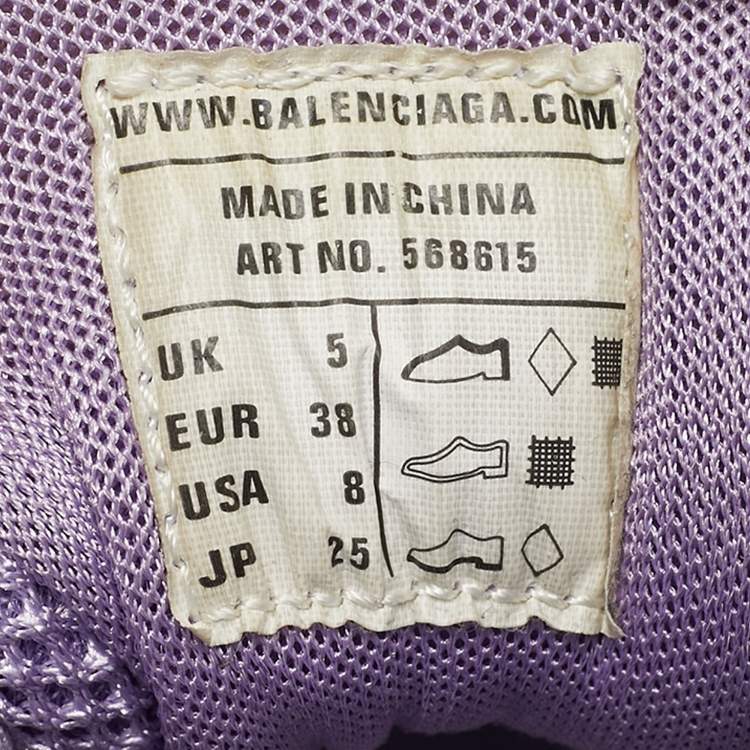 WWW.BALENCIAGA.COM
MADE IN CHINA
ART NO. 568615
UK 5
EUR 38
USA 8
JP 25